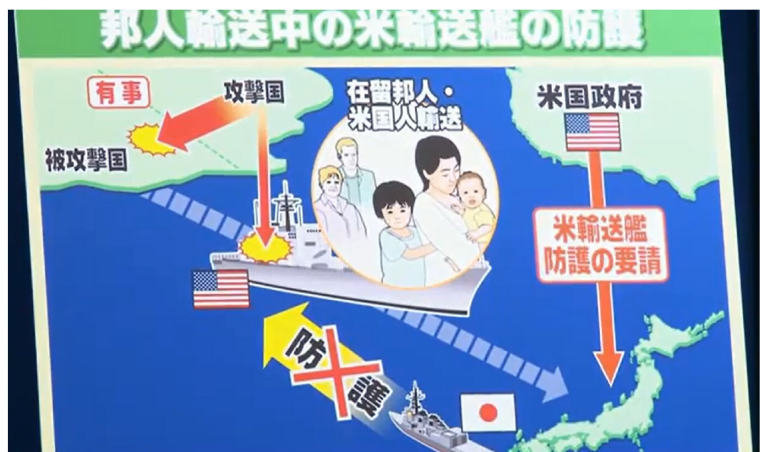 邦人輸送中の米輸送艦の防護
有事
攻撃国
被攻撃国
在留邦人・
米国人輸送
米国政府
米輸送艦
防護の要請
防護